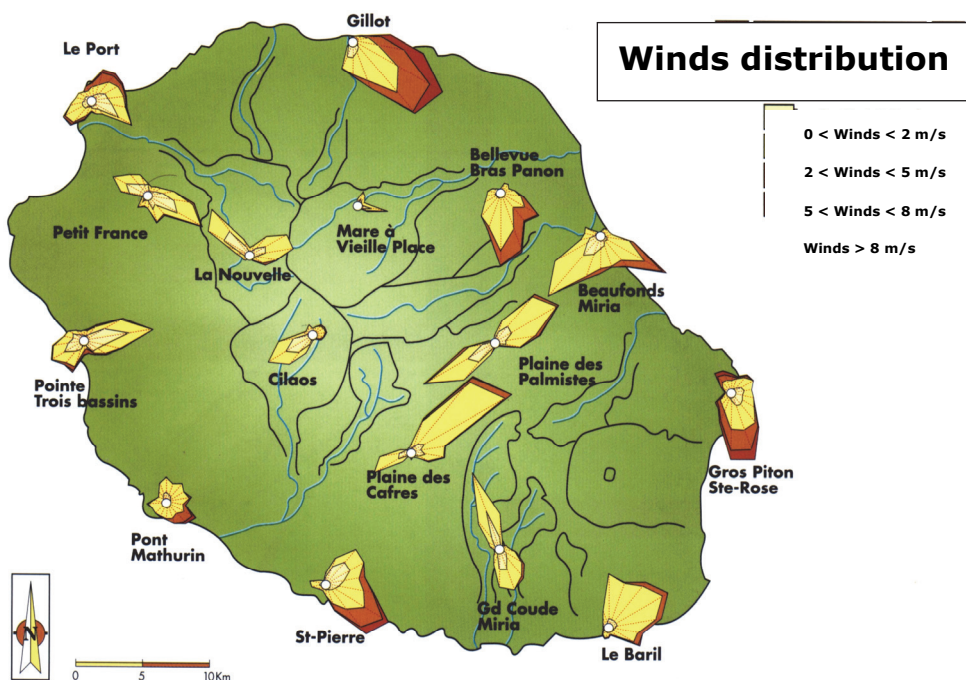 Winds distribution
0 < Winds < 2 m/s
2 < Winds < 5 m/s
5 < Winds < 8 m/s
Winds > 8 m/s
Gillot
Le Port
Bellevue
Bras Panon
Petit France
Mare à
Vieille Place
La Nouvelle
Beaufonds
Miria
Cilaos
Plaine des
Palmistes
Pointe
Trois bassins
Plaine des
Cafres
Gros Piton
Ste-Rose
Pont
Mathurin
Gd Coude
Miria
St-Pierre
Le Baril
N
0 5 10Km